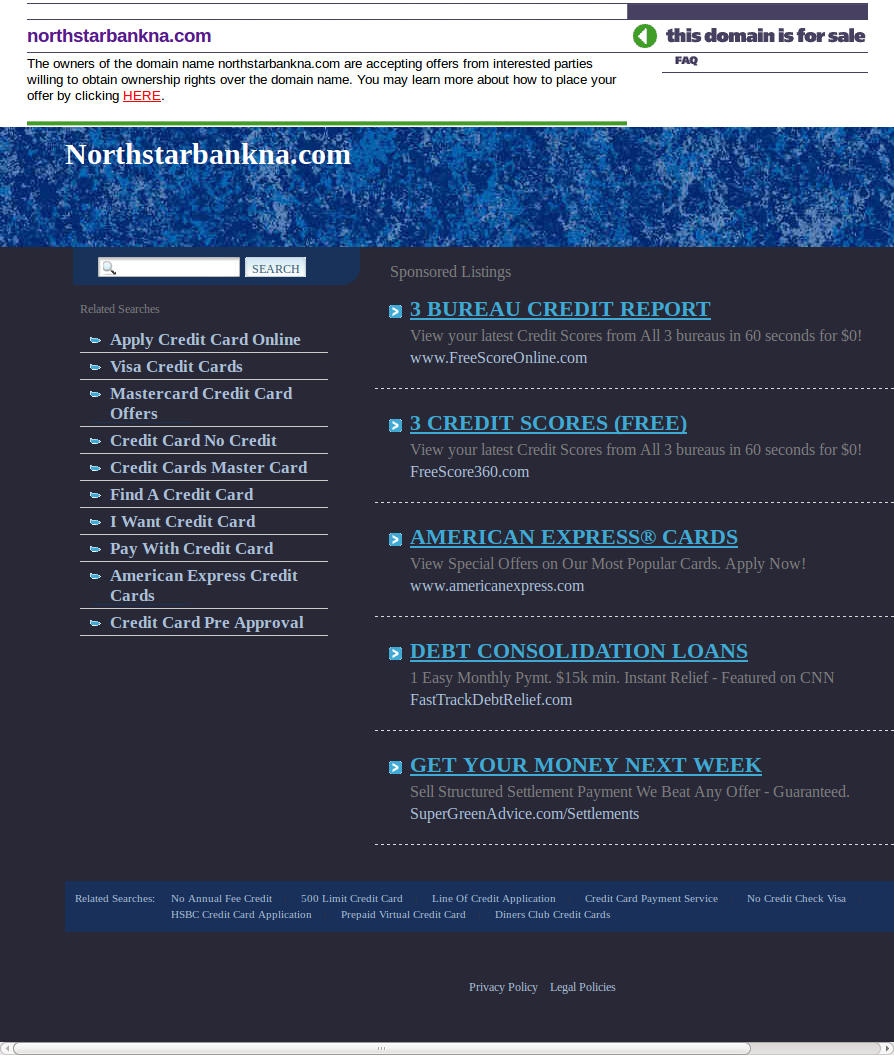 northstarbankna.com
this domain is for sale
FAQ
The owners of the domain name northstarbankna.com are accepting offers from interested parties
willing to obtain ownership rights over the domain name. You may learn more about how to place your
offer by clicking HERE.
Northstarbankna.com
SEARCH
Related Searches
Apply Credit Card Online
Visa Credit Cards
Mastercard Credit Card
Offers
Credit Card No Credit
Credit Cards Master Card
Find A Credit Card
I Want Credit Card
Pay With Credit Card
American Express Credit
Cards
Credit Card Pre Approval
Sponsored Listings
3 BUREAU CREDIT REPORT
View your latest Credit Scores from All 3 bureaus in 60 seconds for $0!
www.FreeScoreOnline.com
3 CREDIT SCORES (FREE)
View your latest Credit Scores from All 3 bureaus in 60 seconds for $0!
FreeScore360.com
AMERICAN EXPRESS® CARDS
View Special Offers on Our Most Popular Cards. Apply Now!
www.americanexpress.com
DEBT CONSOLIDATION LOANS
1 Easy Monthly Pymt. $15k min. Instant Relief - Featured on CNN
FastTrackDebtRelief.com
GET YOUR MONEY NEXT WEEK
Sell Structured Settlement Payment We Beat Any Offer - Guaranteed.
SuperGreenAdvice.com/Settlements
Related Searches: No Annual Fee Credit 500 Limit Credit Card Line Of Credit Application Credit Card Payment Service No Credit Check Visa
HSBC Credit Card Application Prepaid Virtual Credit Card Diners Club Credit Cards
Privacy Policy Legal Policies